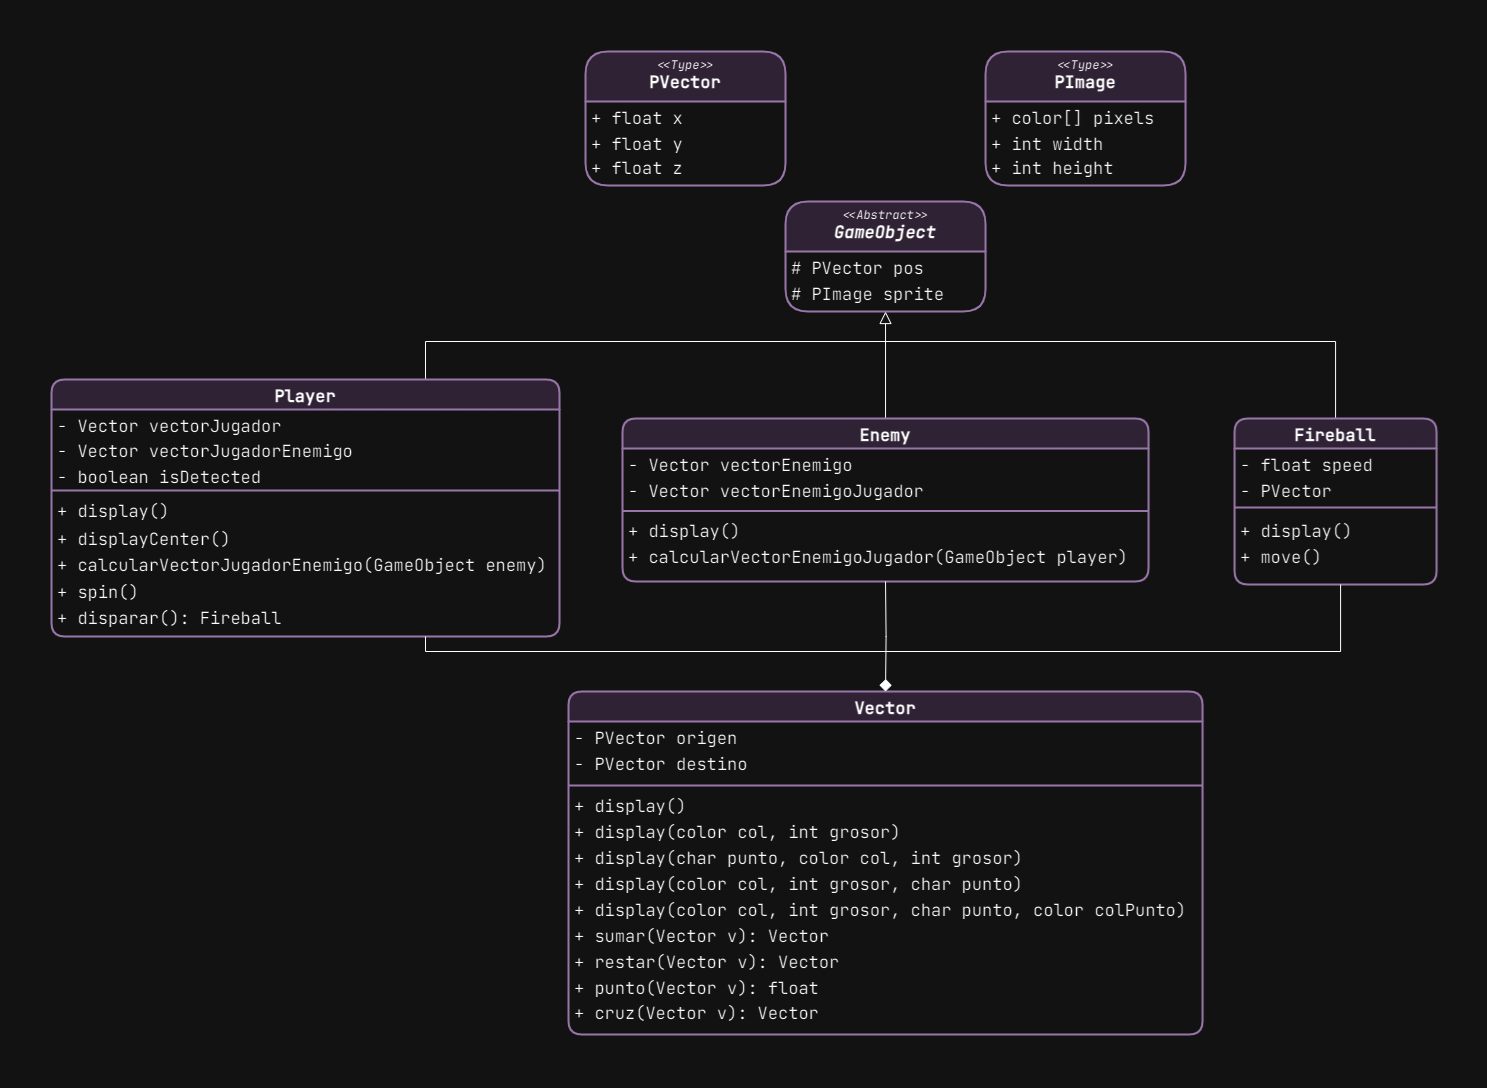 <<Type>>
PVector
+ float x
+ float y
+ float z
<<Type>>
PImage
+ color[] pixels
+ int width
+ int height
<<Abstract>>
GameObject
# PVector pos
# PImage sprite
Player
- Vector vectorJugador
- Vector vectorJugadorEnemigo
- boolean isDetected
+ display()
+ displayCenter()
+ calcularVectorJugadorEnemigo(GameObject enemy)
+ spin()
+ disparar(): Fireball
Enemy
- Vector vectorEnemigo
- Vector vectorEnemigoJugador
+ display()
+ calcularVectorEnemigoJugador(GameObject player)
Fireball
- float speed
- PVector
+ display()
+ move()
Vector
- PVector origen
- PVector destino
+ display()
+ display(color col, int grosor)
+ display(char punto, color col, int grosor)
+ display(color col, int grosor, char punto)
+ display(color col, int grosor, char punto, color colPunto)
+ sumar(Vector v): Vector
+ restar(Vector v): Vector
+ punto(Vector v): float
+ cruz(Vector v): Vector